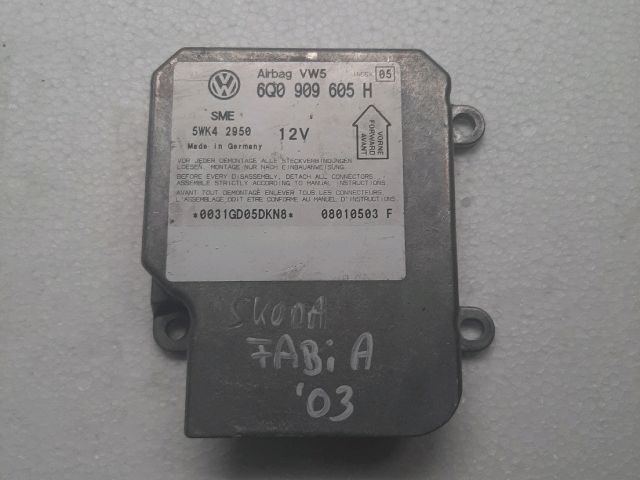 Airbag VW5
05
6Q0 909 605 H
SME
5WK4 2950
12V
Made in Germany
VORNE
FORWARD
AVANT
VOR JEDER DEMONTAGE ALLE STECKVERBINDUNGEN
LOESEN. MONTAGE NUR NACH EINBAUANWEISUNG
BEFORE EVERY DISASSEMBLY, DETACH ALL CONNECTORS
ASSEMBLE STRICTLY ACCORDING TO MANUAL INSTRUCTIONS
AVANT TOUT DEMONTAGE ENLEVER TOUS LES CONNECTEURS
L'ASSEMBLAGE DOIT ETRE CONFORME AU MANUEL D'INSTRUCTIONS
*0031GD05DKN8* 08010503 F
SKODA
FABiA
'03